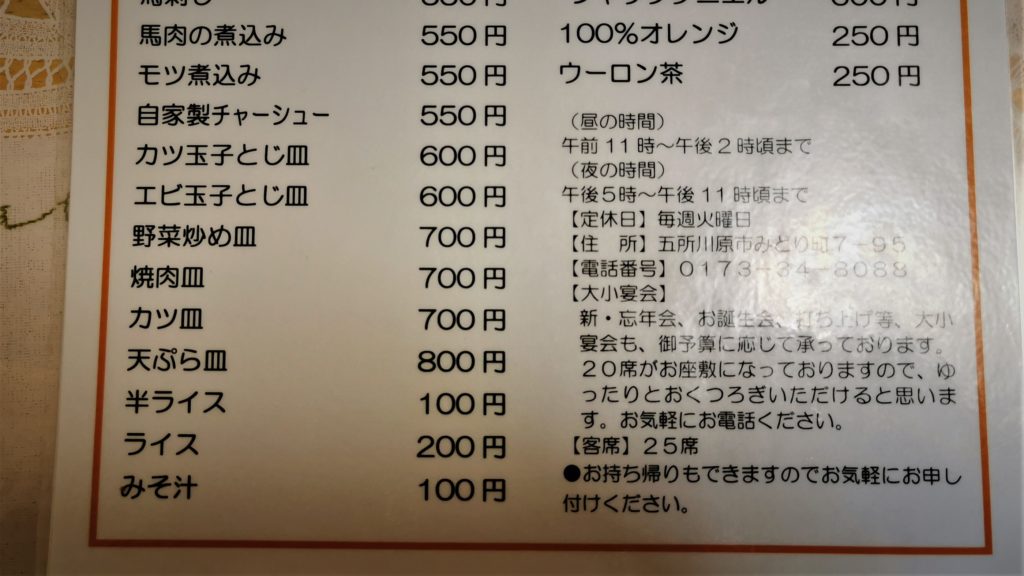 馬刺し 550円
馬肉の煮込み 550円
モツ煮込み 550円
自家製チャーシュー 550円
カツ玉子とじ皿 600円
エビ玉子とじ皿 600円
野菜炒め皿 700円
焼肉皿 700円
カツ皿 700円
天ぷら皿 800円
半ライス 100円
ライス 200円
みそ汁 100円
100%オレンジ 250円
ウーロン茶 250円
(昼の時間)
午前11時~午後2時頃まで
(夜の時間)
午後5時~午後11時頃まで
【定休日】毎週火曜日
【住 所】五所川原市みどり町7-95
【電話番号】0173-34-8088
【大小宴会】
新・忘年会、お誕生会、打ち上げ等、大小
宴会も、御予算に応じて承っております。
20席がお座敷になっておりますので、ゆ
ったりとおくつろぎいただけると思いま
す。お気軽にお電話ください。
【客席】25席
●お持ち帰りもできますのでお気軽にお申し
付けください。